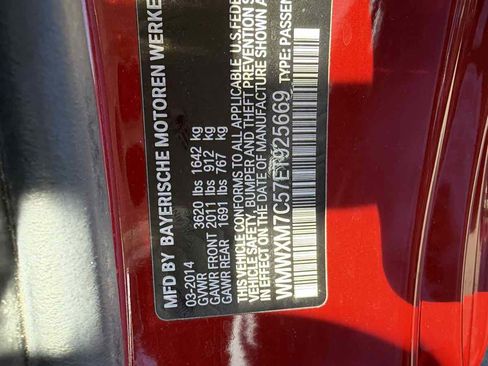 MFD BY BAYERISCHE MOTOREN WERKE
03-2014
GVWR 3620 lbs 1642 kg
GAWR FRONT 2011 lbs 912 kg
GAWR REAR 1691 lbs 767 kg
THIS VEHICLE CONFORMS TO ALL APPLICABLE U.S. FEDE
VEHICLE SAFETY, BUMPER AND THEFT PREVENTION S
IN EFFECT ON THE DATE OF MANUFACTURE SHOWN A
WMWXM7C57ET925669 TYPE: PASSEN